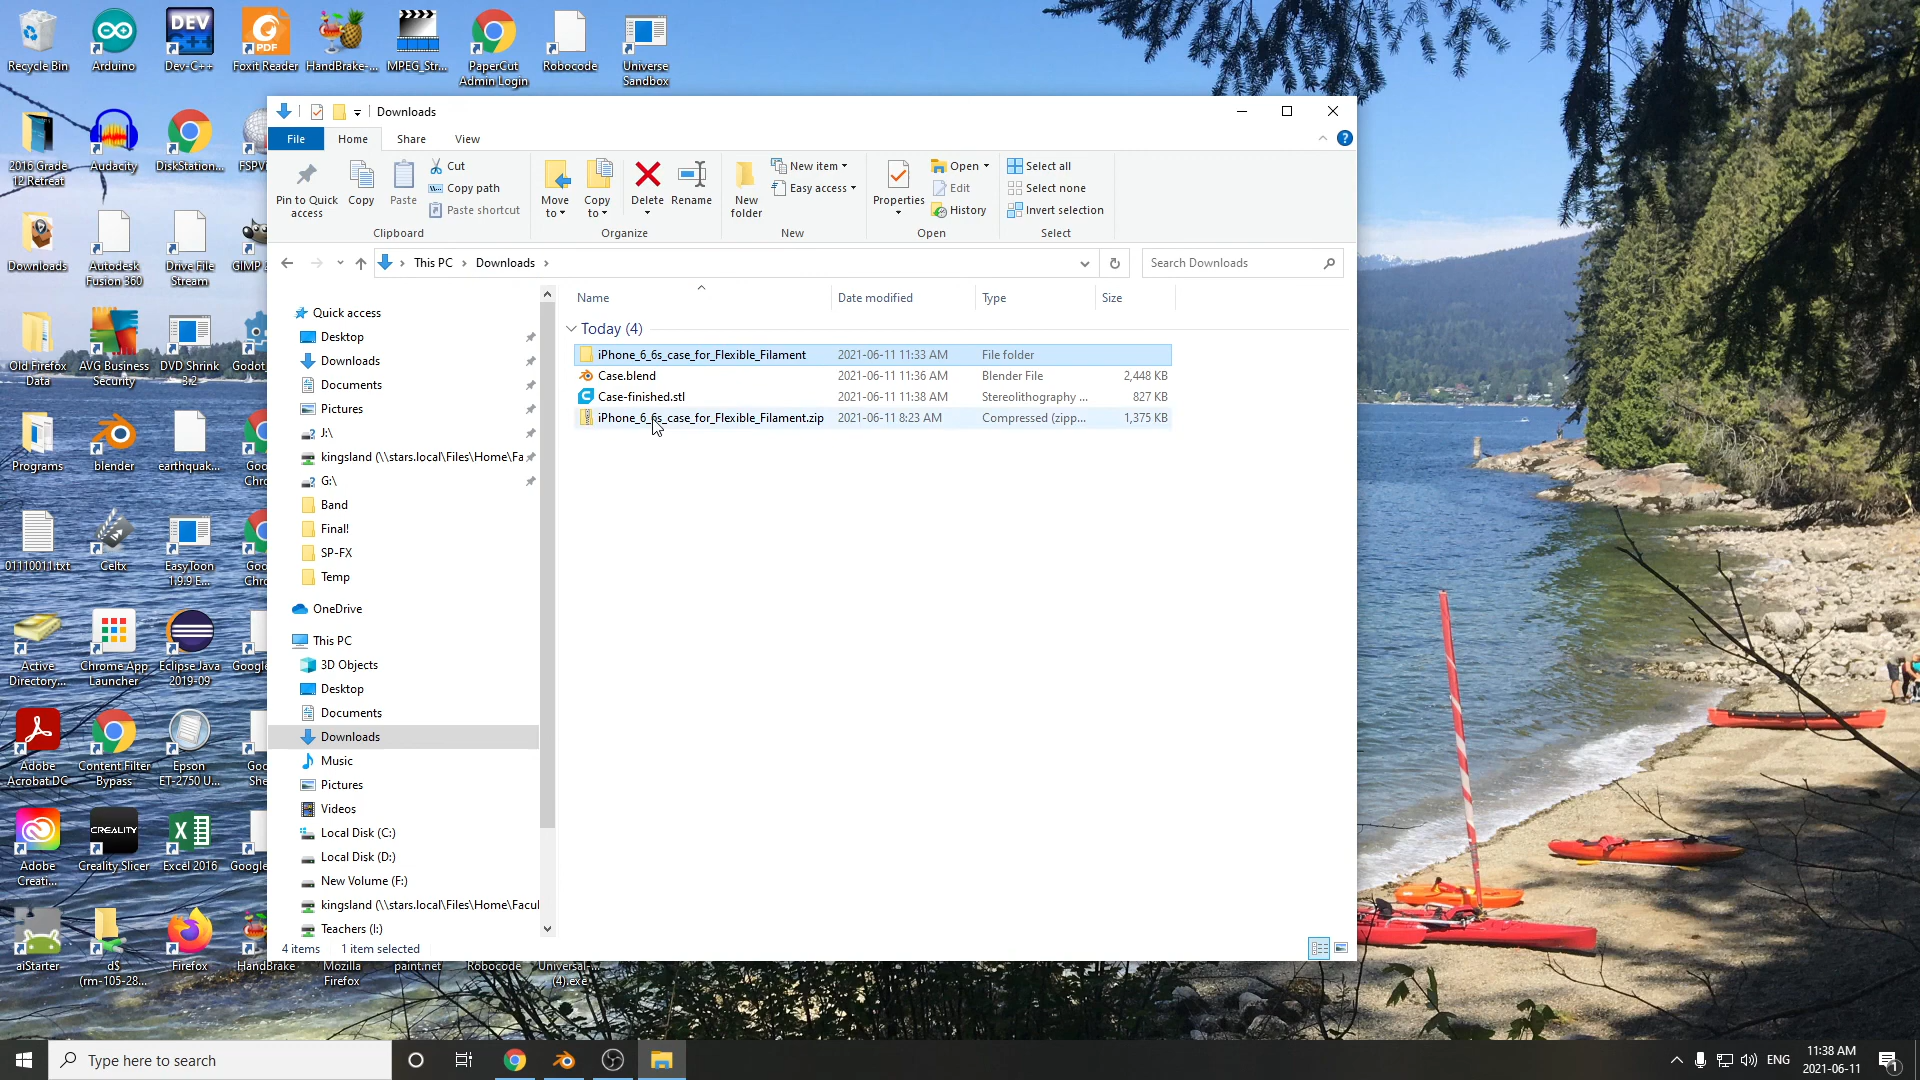 Recycle Bin
Arduino
Dev-C++
Foxit Reader
HandBrake-...
MPEG_Str...
PaperCut
Admin Login
Robocode
Universe
Sandbox
2016 Grade
12 Retreat
Audacity
DiskStation...
Downloads
Autodesk
Fusion 360
Drive File
Stream
Old Firefox
Data
AVG Business
Security
DVD Shrink
3.2
Programs
blender
earthquak...
01110011.txt
Celtx
EasyToon
1.9.9 E...
Active
Directory...
Chrome App
Launcher
Eclipse Java
2019-09
Adobe
Acrobat DC
Content Filter
Bypass
Epson
ET-2750 U...
Adobe
Creati...
CREALITY
Creality Slicer
Excel 2016
aiStarter
d$
(rm-105-28...
Firefox
HandBrake
Mozilla
Firefox
paint.net
Robocode
Universal-...
(4).exe
Downloads
File
Home
Share
View
Pin to Quick
access
Copy
Paste
Cut
Copy path
Paste shortcut
Clipboard
Move
to
Copy
to
Delete
Rename
Organize
New
folder
New item
Easy access
New
Properties
Open
Edit
History
Open
Select all
Select none
Invert selection
Select
This PC
Downloads
Search Downloads
Quick access
Desktop
Downloads
Documents
Pictures
J:\
kingsland (\\stars.local\Files\Home\Fa
G:\
Band
Final!
SP-FX
Temp
OneDrive
This PC
3D Objects
Desktop
Documents
Downloads
Music
Pictures
Videos
Local Disk (C:)
Local Disk (D:)
New Volume (F:)
kingsland (\\stars.local\Files\Home\Facul
Teachers (I:)
Name Date modified Type Size
Today (4)
iPhone_6_6s_case_for_Flexible_Filament 2021-06-11 11:33 AM File folder
Case.blend 2021-06-11 11:36 AM Blender File 2,448 KB
Case-finished.stl 2021-06-11 11:38 AM Stereolithography ... 827 KB
iPhone_6_6s_case_for_Flexible_Filament.zip 2021-06-11 8:23 AM Compressed (zipp... 1,375 KB
4 items 1 item selected
Type here to search
ENG
11:38 AM
2021-06-11
1